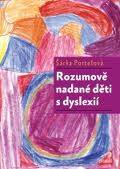 Šárka Portešová
Rozumově
nadané děti
s dyslexií